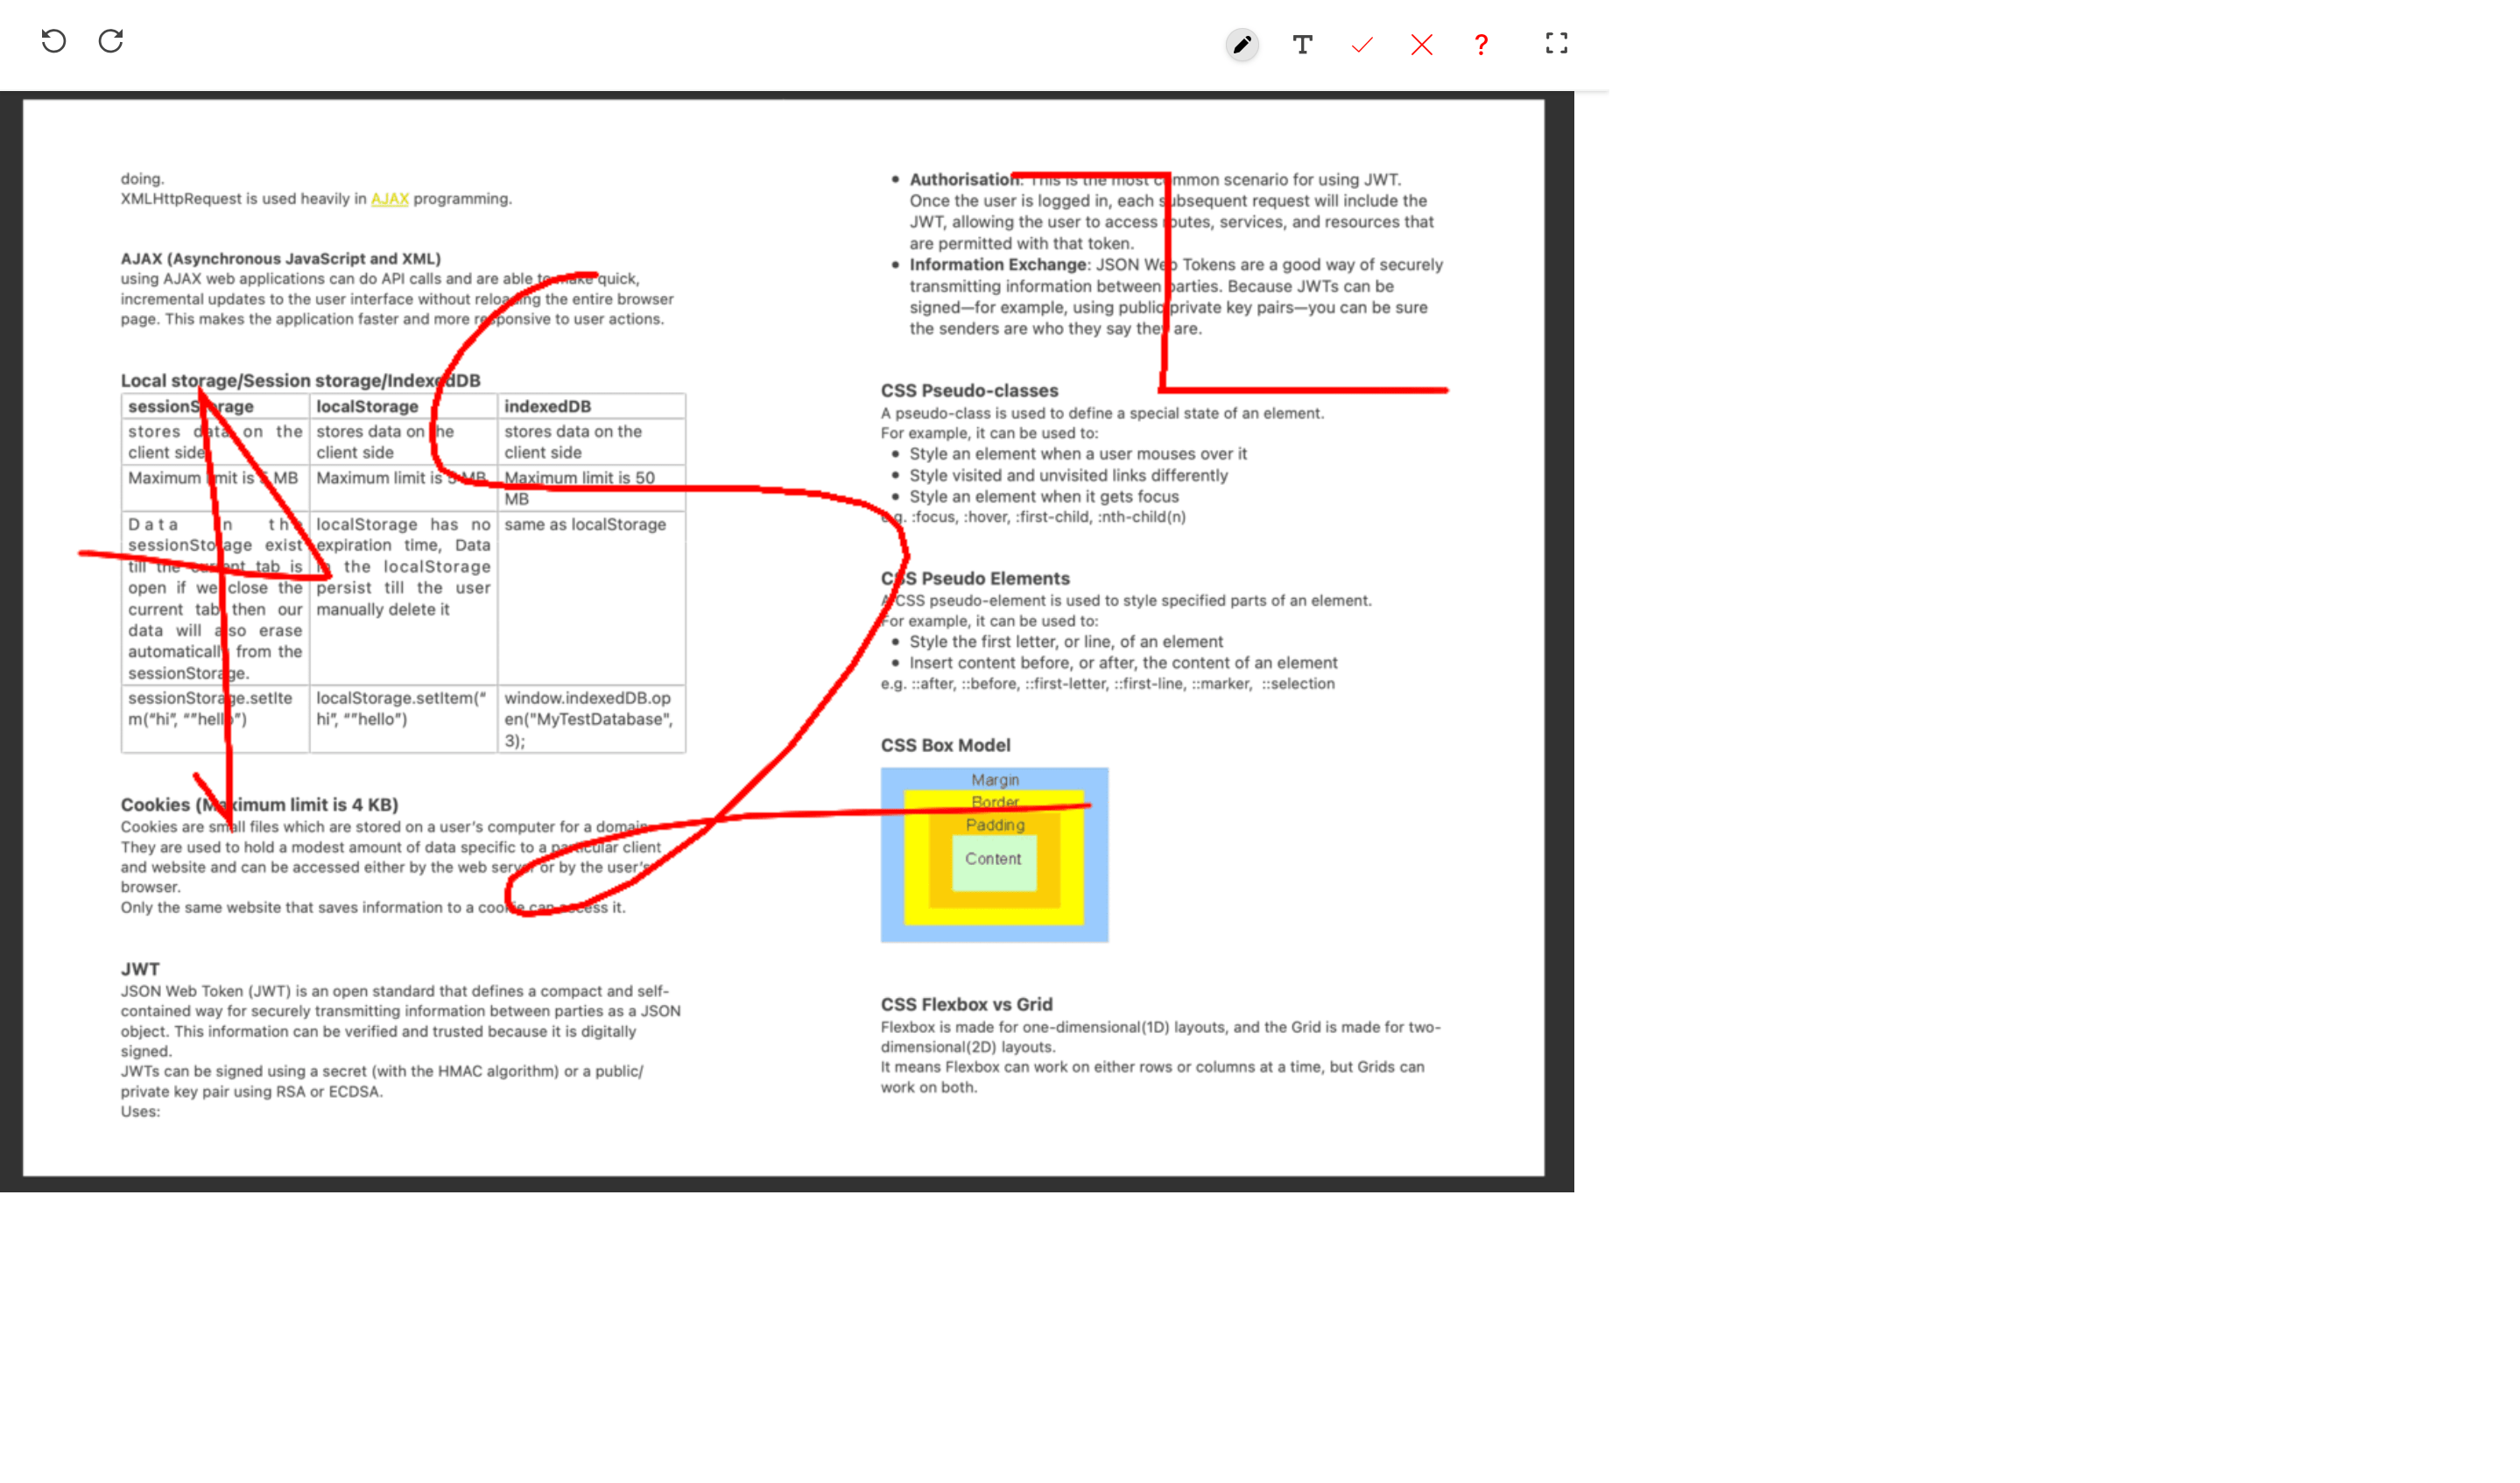 doing.
XMLHttpRequest is used heavily in AJAX programming.
AJAX (Asynchronous JavaScript and XML)
using AJAX web applications can do API calls and are able to make quick,
incremental updates to the user interface without reloading the entire browser
page. This makes the application faster and more responsive to user actions.
Local storage/Session storage/IndexedDB
sessionStorage localStorage indexedDB
stores data on the stores data on the stores data on the
client side client side client side
Maximum limit is 5 MB Maximum limit is 5 MB Maximum limit is 50
MB
Data in the localStorage has no same as localStorage
sessionStorage exist expiration time, Data
till the current tab is in the localStorage
open if we close the persist till the user
current tab then our manually delete it
data will also erase
automatically from the
sessionStorage.
sessionStorage.setIte localStorage.setItem(“ window.indexedDB.op
m(“hi”, “”hello”) hi”, “”hello”) en("MyTestDatabase",
3);
Cookies (Maximum limit is 4 KB)
Cookies are small files which are stored on a user’s computer for a domain.
They are used to hold a modest amount of data specific to a particular client
and website and can be accessed either by the web server or by the user’s
browser.
Only the same website that saves information to a cookie can access it.
JWT
JSON Web Token (JWT) is an open standard that defines a compact and self-
contained way for securely transmitting information between parties as a JSON
object. This information can be verified and trusted because it is digitally
signed.
JWTs can be signed using a secret (with the HMAC algorithm) or a public/
private key pair using RSA or ECDSA.
Uses:
• Authorisation: This is the most common scenario for using JWT.
Once the user is logged in, each subsequent request will include the
JWT, allowing the user to access routes, services, and resources that
are permitted with that token.
• Information Exchange: JSON Web Tokens are a good way of securely
transmitting information between parties. Because JWTs can be
signed—for example, using public/private key pairs—you can be sure
the senders are who they say they are.
CSS Pseudo-classes
A pseudo-class is used to define a special state of an element.
For example, it can be used to:
• Style an element when a user mouses over it
• Style visited and unvisited links differently
• Style an element when it gets focus
e.g. :focus, :hover, :first-child, :nth-child(n)
CSS Pseudo Elements
A CSS pseudo-element is used to style specified parts of an element.
For example, it can be used to:
• Style the first letter, or line, of an element
• Insert content before, or after, the content of an element
e.g. ::after, ::before, ::first-letter, ::first-line, ::marker, ::selection
CSS Box Model
Margin
Border
Padding
Content
CSS Flexbox vs Grid
Flexbox is made for one-dimensional(1D) layouts, and the Grid is made for two-
dimensional(2D) layouts.
It means Flexbox can work on either rows or columns at a time, but Grids can
work on both.